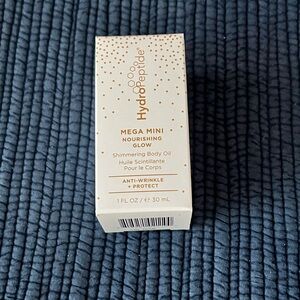 HydroPeptide®
MEGA MINI
NOURISHING
GLOW
Shimmering Body Oil
Huile Scintillante
Pour le Corps
ANTI-WRINKLE
+ PROTECT
1 FL OZ / ℮ 30 mL